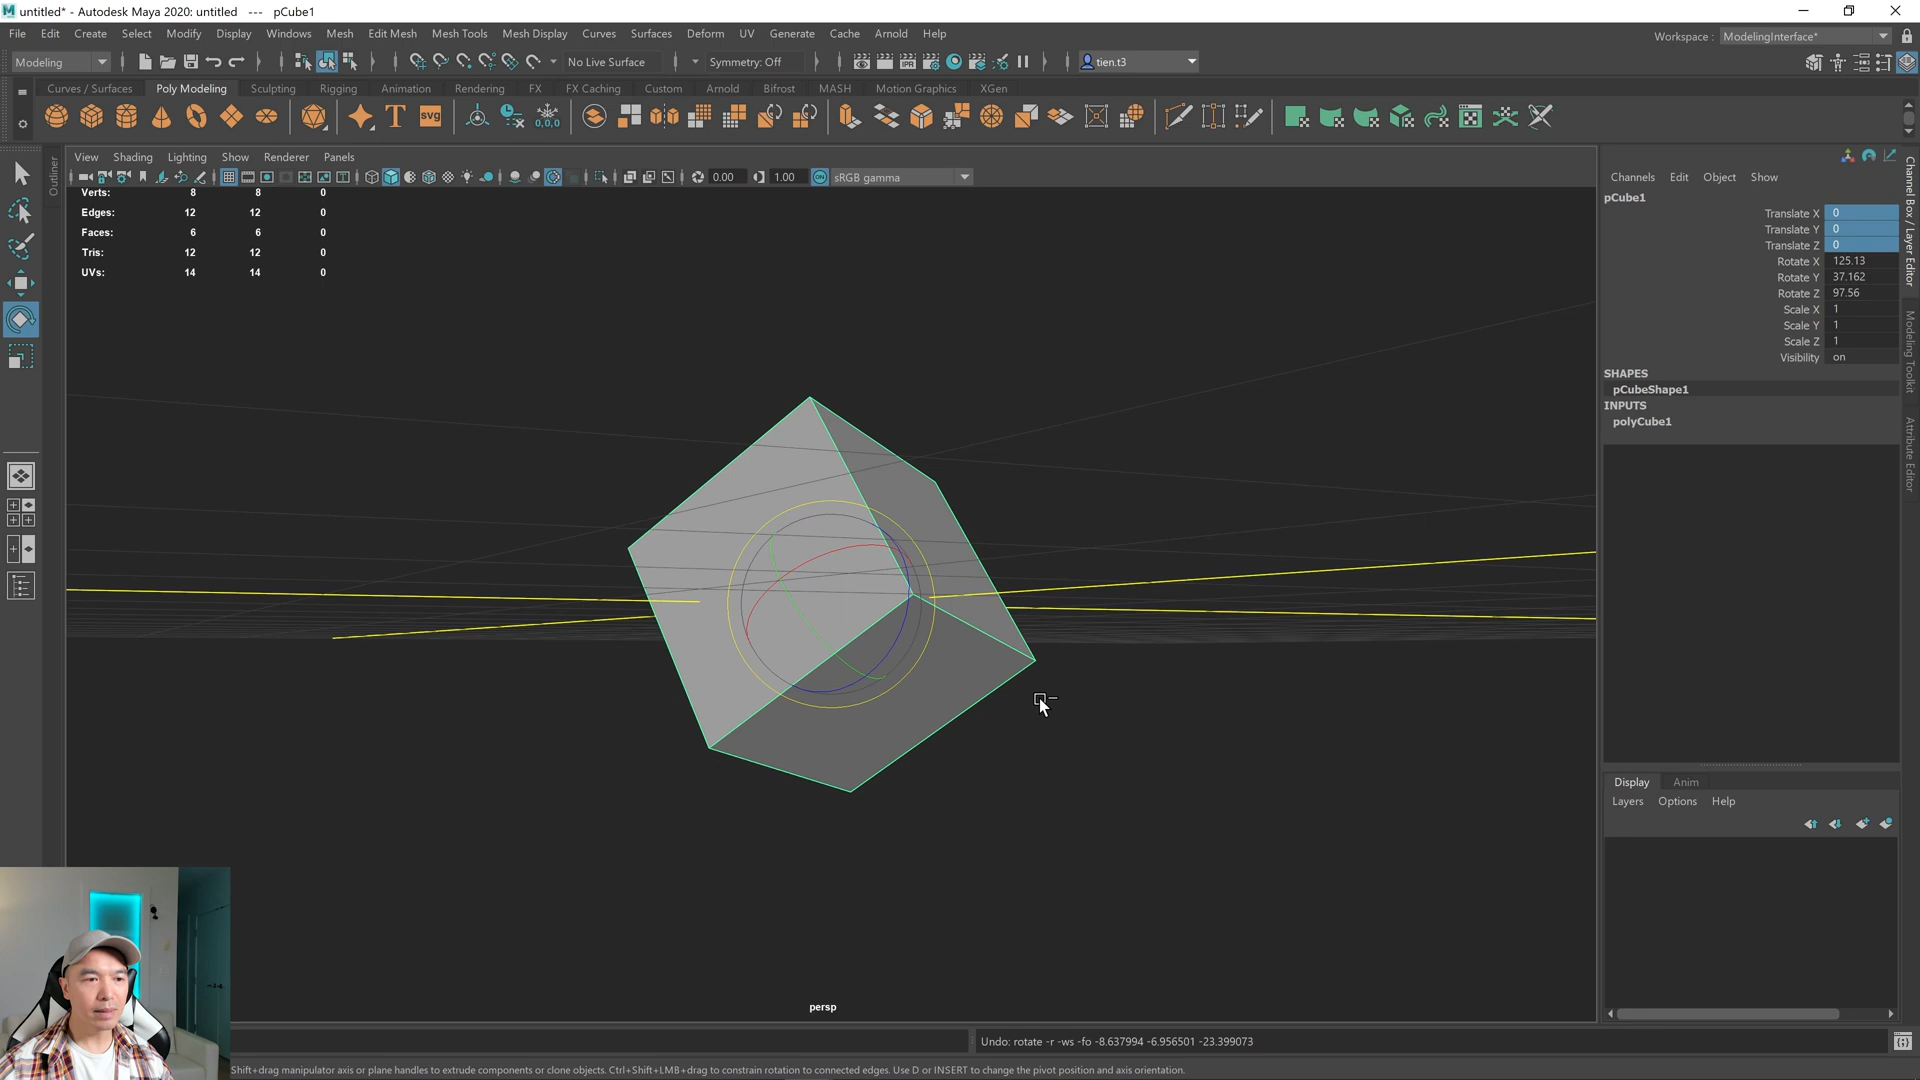 untitled* - Autodesk Maya 2020: untitled --- pCube1
File Edit Create Select Modify Display Windows Mesh Edit Mesh Mesh Tools Mesh Display Curves Surfaces Deform UV Generate Cache Arnold Help
Workspace : ModelingInterface*
Modeling No Live Surface Symmetry: Off tien.t3
Curves / Surfaces Poly Modeling Sculpting Rigging Animation Rendering FX FX Caching Custom Arnold Bifrost MASH Motion Graphics XGen
T svg 0,0,0
Outliner
View Shading Lighting Show Renderer Panels
IPR
0.00 1.00 ON sRGB gamma
Verts: 8 8 0
Edges: 12 12 0
Faces: 6 6 0
Tris: 12 12 0
UVs: 14 14 0
persp
Channels Edit Object Show
pCube1
Translate X 0
Translate Y 0
Translate Z 0
Rotate X 125.13
Rotate Y 37.162
Rotate Z 97.56
Scale X 1
Scale Y 1
Scale Z 1
Visibility on
SHAPES
pCubeShape1
INPUTS
polyCube1
Channel Box / Layer Editor
Modeling Toolkit
Attribute Editor
Display Anim
Layers Options Help
Undo: rotate -r -ws -fo -8.637994 -6.956501 -23.399073
Shift+drag manipulator axis or plane handles to extrude components or clone objects. Ctrl+Shift+LMB+drag to constrain rotation to connected edges. Use D or INSERT to change the pivot position and axis orientation.